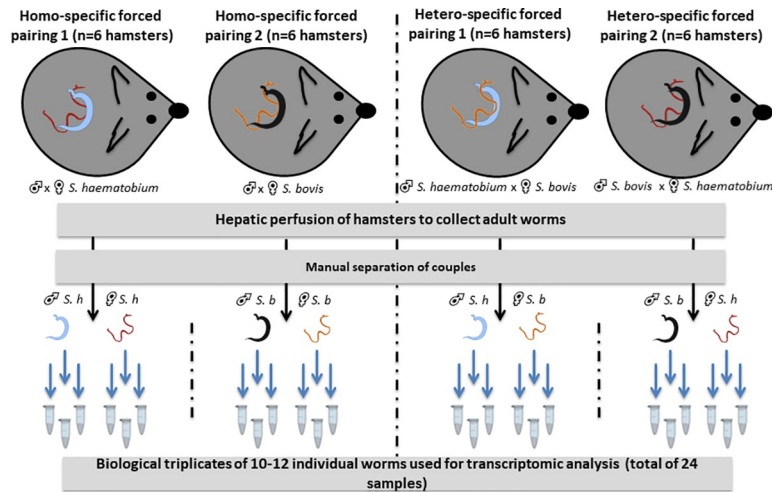 Homo-specific forced
pairing 1 (n=6 hamsters)
Homo-specific forced
pairing 2 (n=6 hamsters)
Hetero-specific forced
pairing 1 (n=6 hamsters)
Hetero-specific forced
pairing 2 (n=6 hamsters)
♂ x ♀ S. haematobium
♂ x ♀ S. bovis
♂ S. haematobium x ♀ S. bovis
♂ S. bovis x ♀ S. haematobium
Hepatic perfusion of hamsters to collect adult worms
Manual separation of couples
♂ S. h ♀ S. h
♂ S. b ♀ S. b
♂ S. h ♀ S. b
♂ S. b ♀ S. h
Biological triplicates of 10-12 individual worms used for transcriptomic analysis (total of 24
samples)